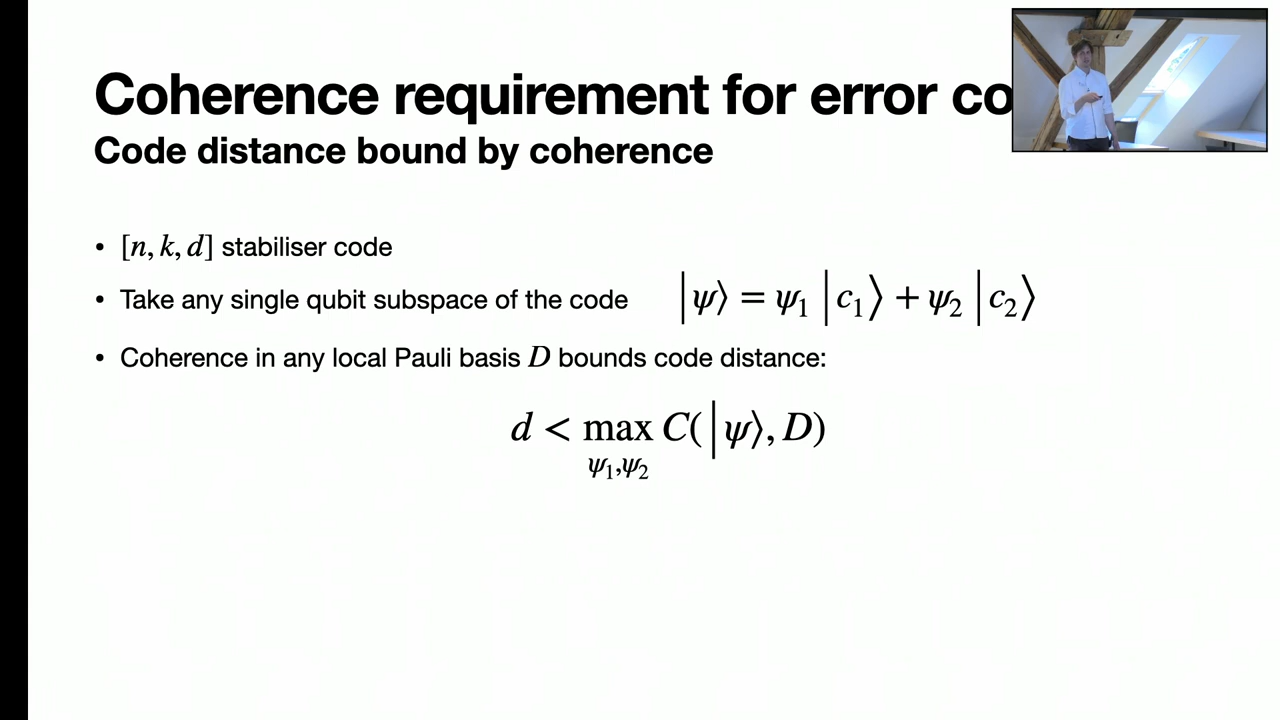 Coherence requirement for error co
Code distance bound by coherence
• [n, k, d] stabiliser code
• Take any single qubit subspace of the code |ψ⟩ = ψ₁ |c₁⟩ + ψ₂ |c₂⟩
• Coherence in any local Pauli basis D bounds code distance:
d < max C(|ψ⟩, D)
ψ₁,ψ₂